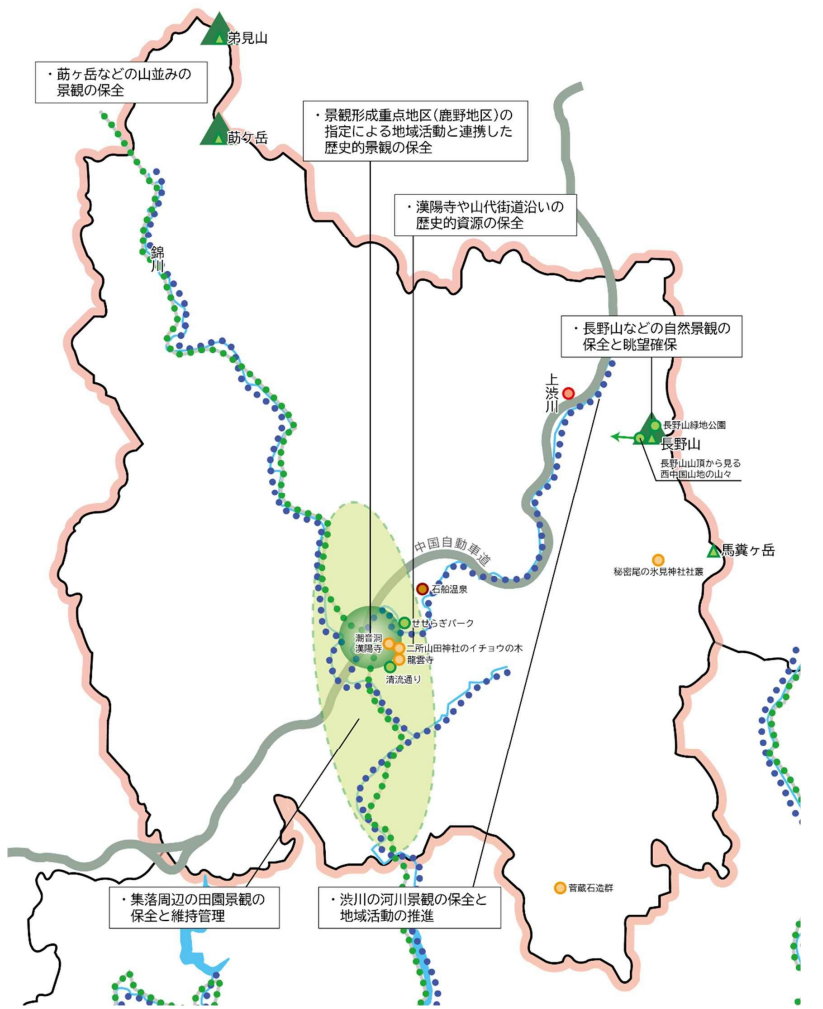 弟見山
・莇ヶ岳などの山並みの
景観の保全
莇ケ岳
・景観形成重点地区(鹿野地区)の
指定による地域活動と連携した
歴史的景観の保全
・漢陽寺や山代街道沿いの
歴史的資源の保全
錦川
・長野山などの自然景観の
保全と眺望確保
上渋川
長野山緑地公園
長野山
長野山山頂から見る
西中国山地の山々
中国自動車道
馬糞ヶ岳
秘密尾の氷見神社社叢
石船温泉
せせらぎパーク
潮音洞
漢陽寺
二所山田神社のイチョウの木
龍雲寺
清流通り
菅蔵石造群
・集落周辺の田園景観の
保全と維持管理
・渋川の河川景観の保全と
地域活動の推進